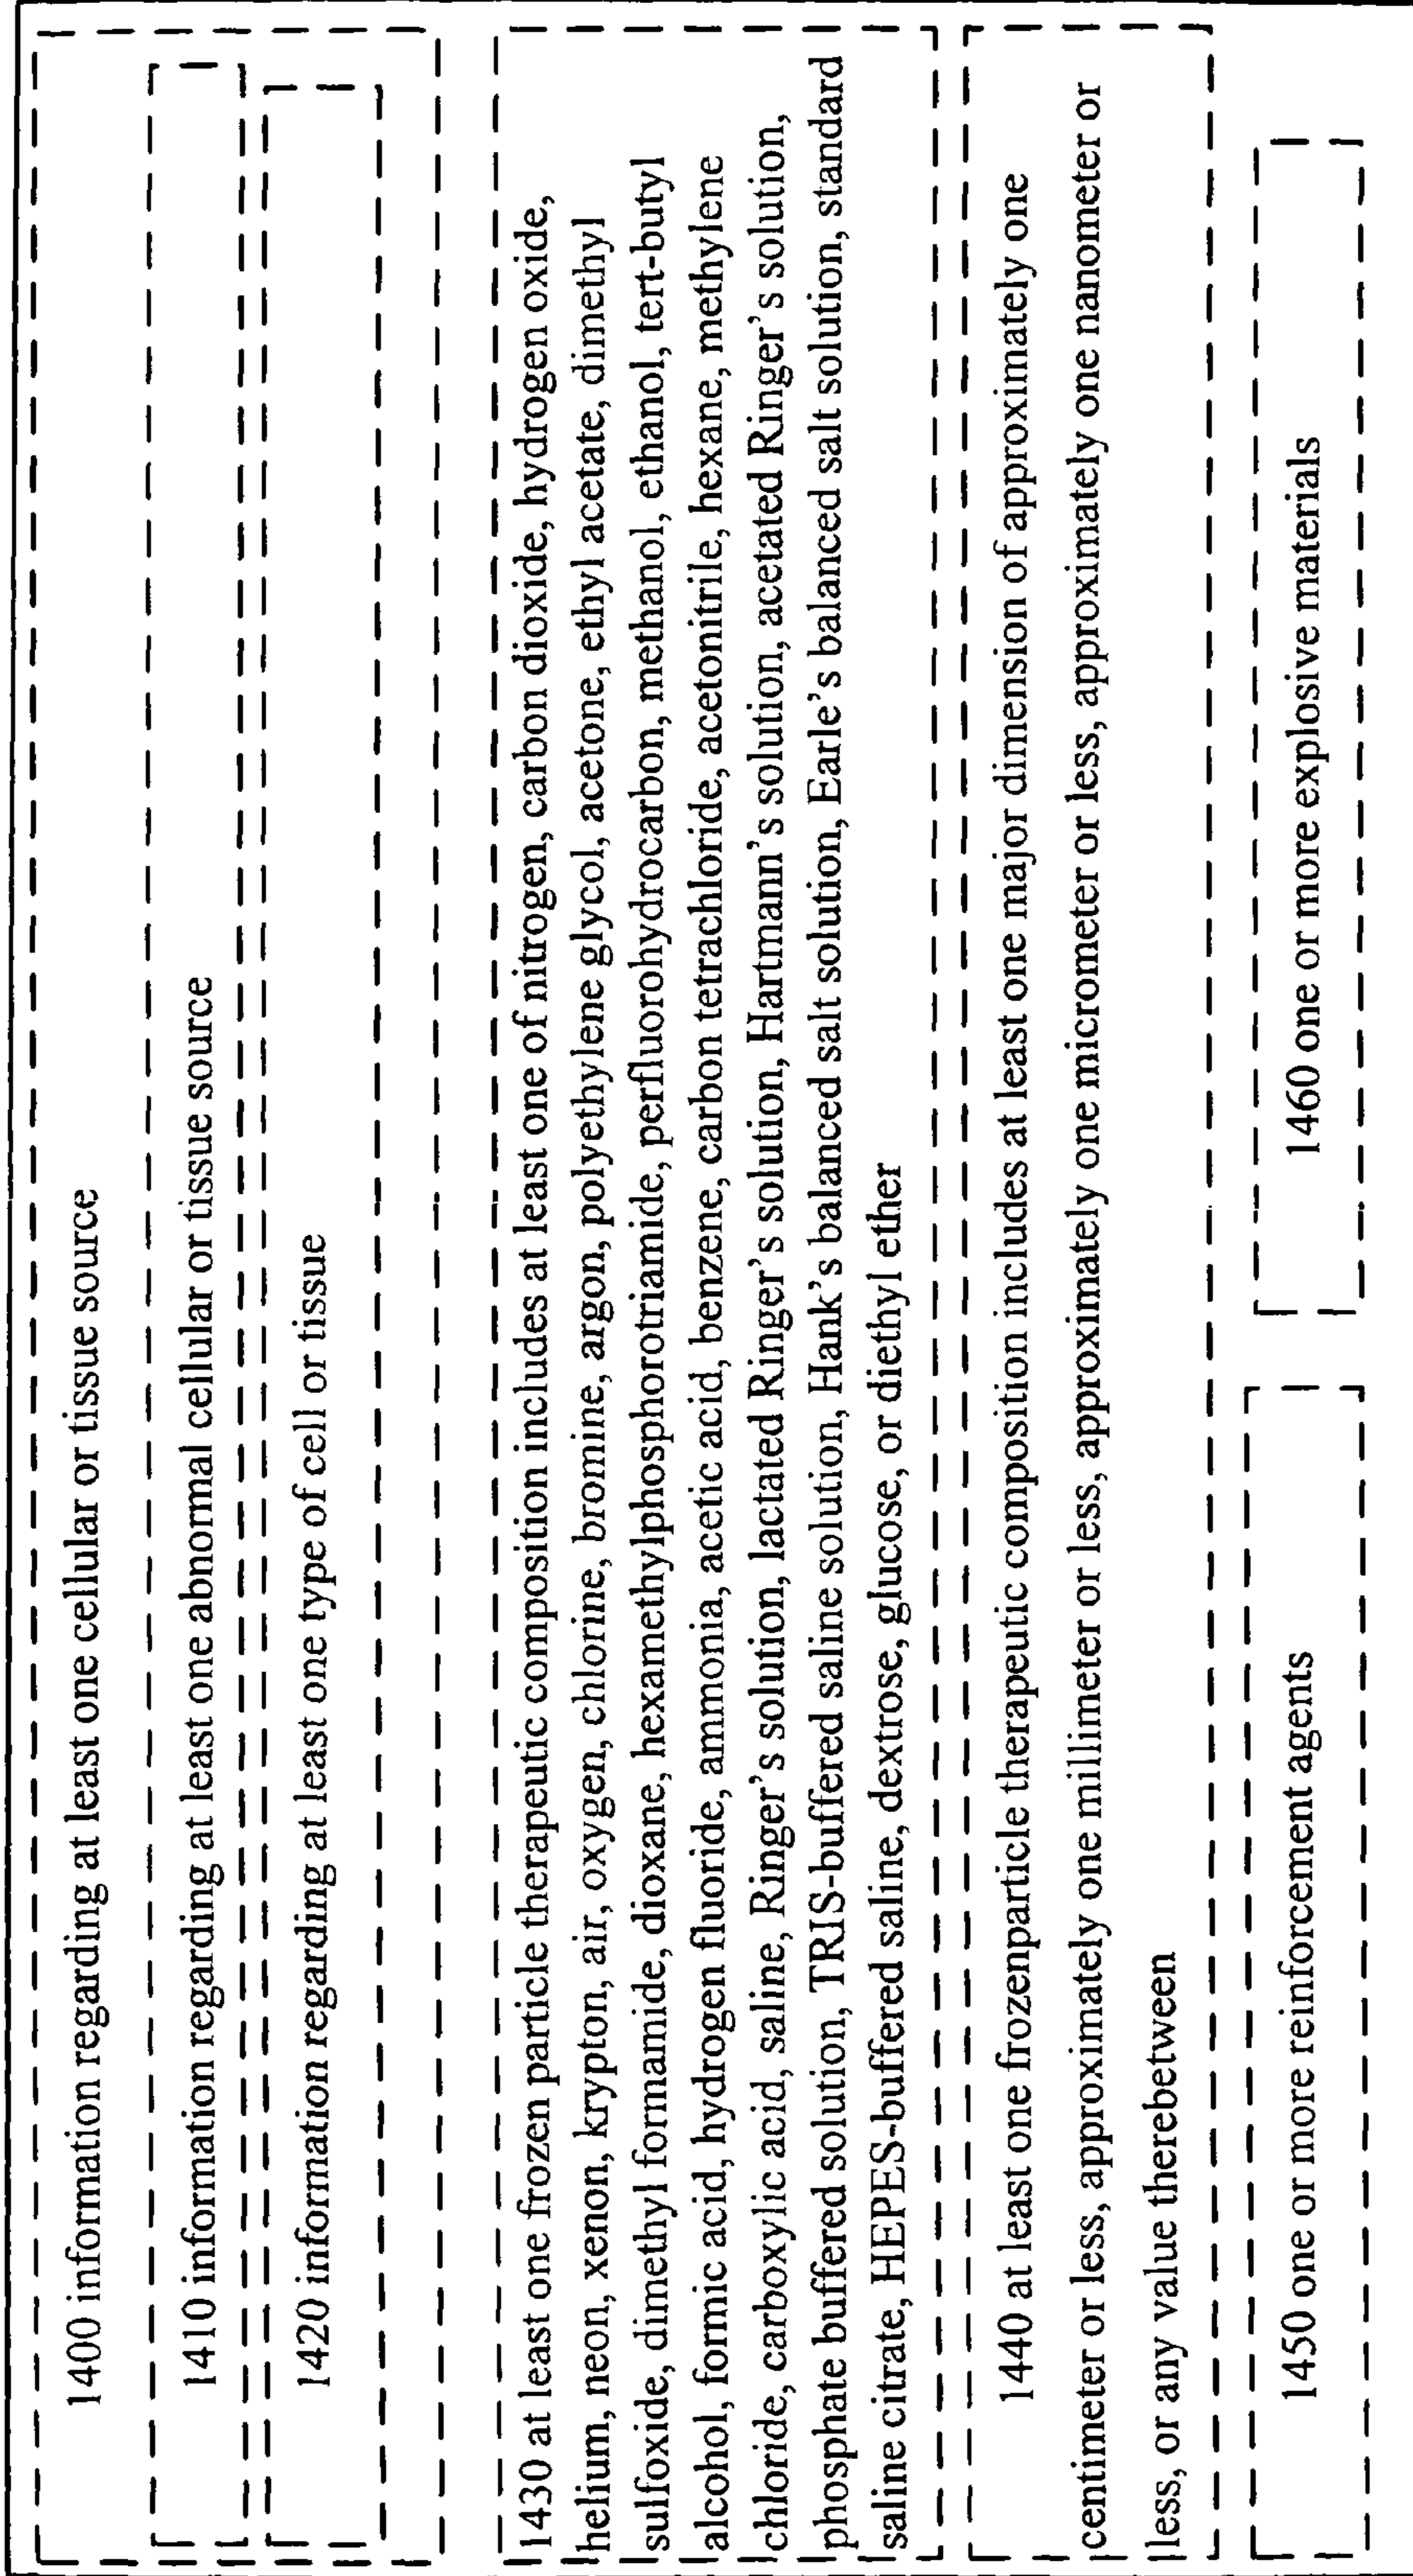 1400 information regarding at least one cellular or tissue source
1410 information regarding at least one abnormal cellular or tissue source
1420 information regarding at least one type of cell or tissue
1430 at least one frozen particle therapeutic composition includes at least one of nitrogen, carbon dioxide, hydrogen oxide,
helium, neon, xenon, krypton, air, oxygen, chlorine, bromine, argon, polyethylene glycol, acetone, ethyl acetate, dimethyl
sulfoxide, dimethyl formamide, dioxane, hexamethylphosphorotriamide, perfluorohydrocarbon, methanol, ethanol, tert-butyl
alcohol, formic acid, hydrogen fluoride, ammonia, acetic acid, benzene, carbon tetrachloride, acetonitrile, hexane, methylene
chloride, carboxylic acid, saline, Ringer's solution, lactated Ringer's solution, Hartmann's solution, acetated Ringer's solution,
phosphate buffered solution, TRIS-buffered saline solution, Hank's balanced salt solution, Earle's balanced salt solution, standard
saline citrate, HEPES-buffered saline, dextrose, glucose, or diethyl ether
1440 at least one frozenparticle therapeutic composition includes at least one major dimension of approximately one
centimeter or less, approximately one millimeter or less, approximately one micrometer or less, approximately one nanometer or
less, or any value therebetween
1450 one or more reinforcement agents
1460 one or more explosive materials